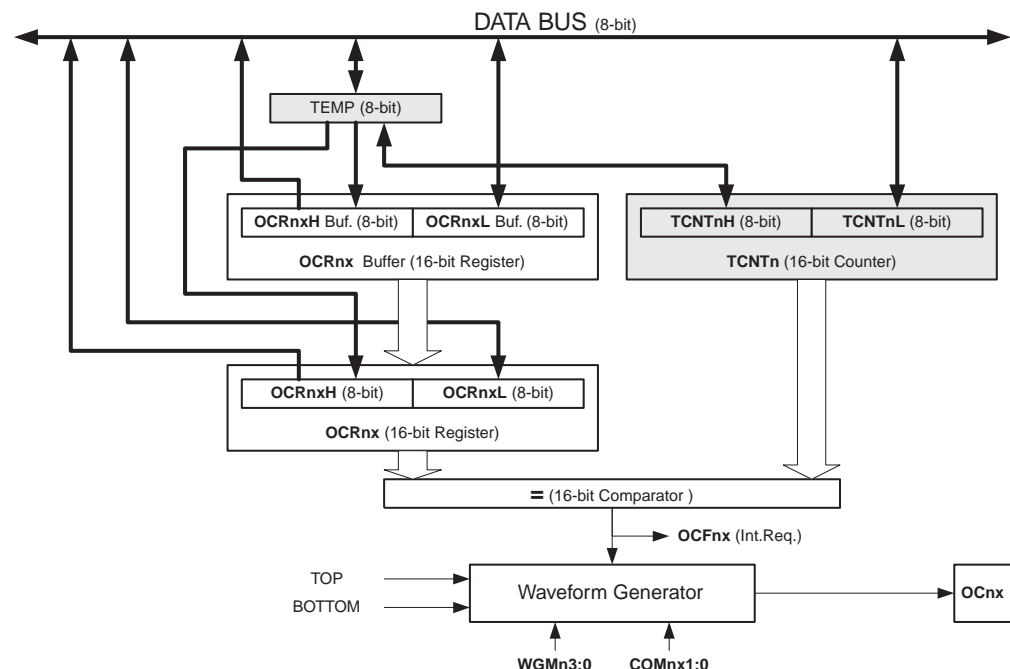 DATA BUS (8-bit)
TEMP (8-bit)
OCRnxH Buf. (8-bit) OCRnxL Buf. (8-bit)
OCRnx Buffer (16-bit Register)
TCNTnH (8-bit) TCNTnL (8-bit)
TCNTn (16-bit Counter)
OCRnxH (8-bit) OCRnxL (8-bit)
OCRnx (16-bit Register)
= (16-bit Comparator )
OCFnx (Int.Req.)
TOP
BOTTOM
Waveform Generator
OCnx
WGMn3:0 COMnx1:0